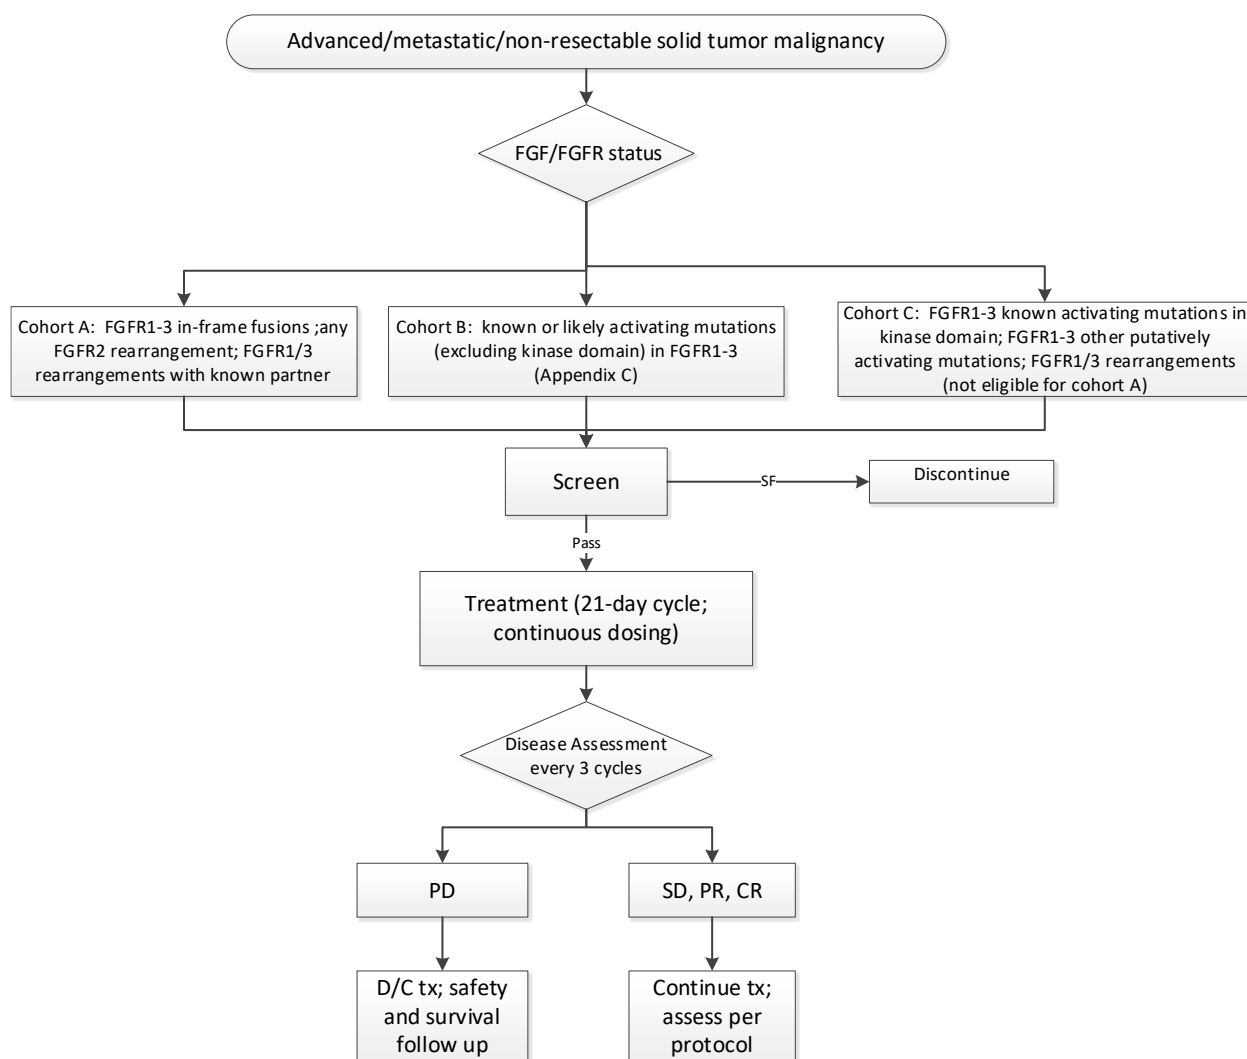 Advanced/metastatic/non-resectable solid tumor malignancy
FGF/FGFR status
Cohort A:  FGFR1-3 in-frame fusions ;any
FGFR2 rearrangement; FGFR1/3
rearrangements with known partner
Cohort B:  known or likely activating mutations
(excluding kinase domain) in FGFR1-3
(Appendix C)
Cohort C:  FGFR1-3 known activating mutations in
kinase domain; FGFR1-3 other putatively
activating mutations; FGFR1/3 rearrangements
(not eligible for cohort A)
Screen
SF
Discontinue
Pass
Treatment (21-day cycle;
continuous dosing)
Disease Assessment
every 3 cycles
PD
SD, PR, CR
D/C tx; safety
and survival
follow up
Continue tx;
assess per
protocol